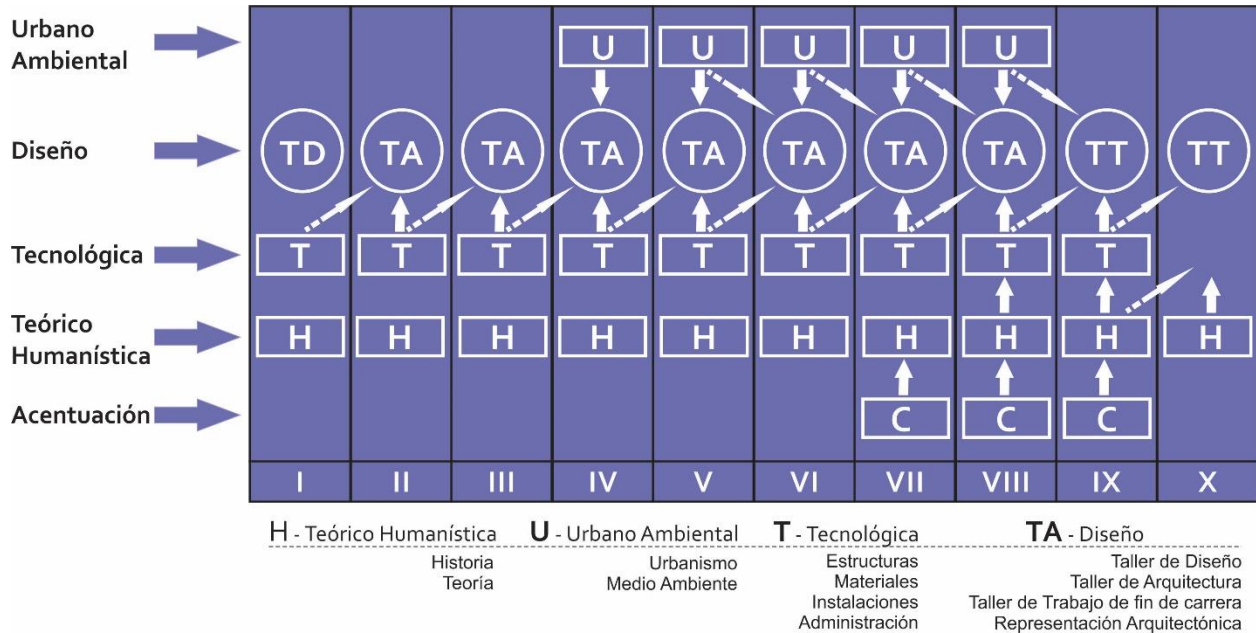 Urbano
Ambiental
U U U U U
Diseño
TD TA TA TA TA TA TA TA TT TT
Tecnológica
T T T T T T T T T
Teórico
Humanística
H H H H H H H H H H
Acentuación
C C C
I II III IV V VI VII VIII IX X
H - Teórico Humanística
Historia
Teoría
U - Urbano Ambiental
Urbanismo
Medio Ambiente
T - Tecnológica
Estructuras
Materiales
Instalaciones
Administración
TA - Diseño
Taller de Diseño
Taller de Arquitectura
Taller de Trabajo de fin de carrera
Representación Arquitectónica